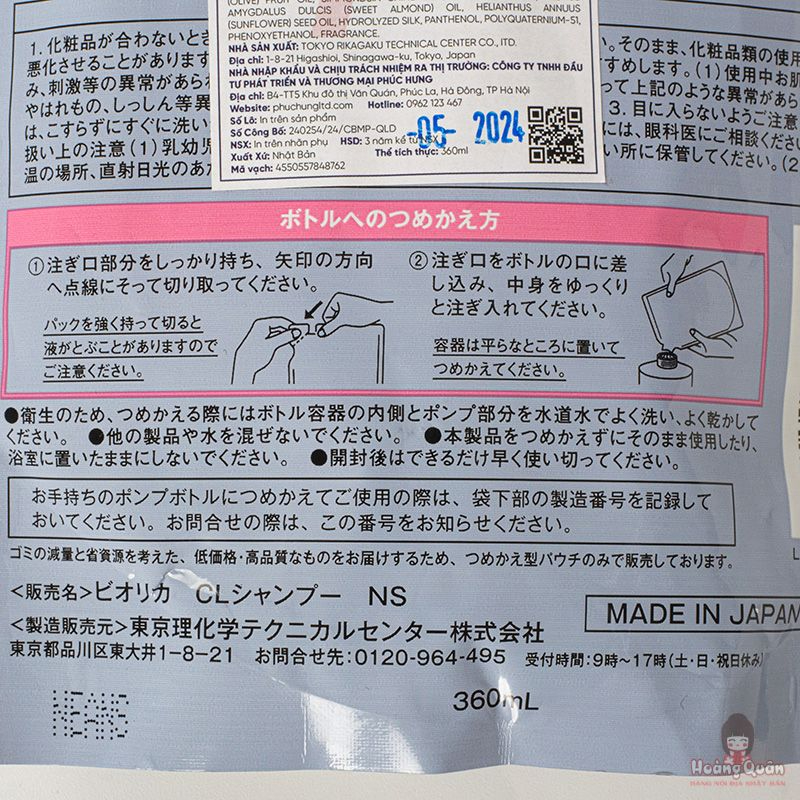 (OLIVE) FRUIT OIL,
AMYGDALUS DULCIS (SWEET ALMOND) OIL, HELIANTHUS ANNUUS
(SUNFLOWER) SEED OIL, HYDROLYZED SILK, PANTHENOL, POLYQUATERNIUM-51,
PHENOXYETHANOL, FRAGRANCE.
NHÀ SẢN XUẤT: TOKYO RIKAGAKU TECHNICAL CENTER CO., ITD.
Địa chỉ: 1-8-21 Higashioi, Shinagawa-ku, Tokyo, Japan
NHÀ NHẬP KHẨU VÀ CHỊU TRÁCH NHIỆM RA THỊ TRƯỜNG: CÔNG TY TNHH ĐẦU
TƯ PHÁT TRIỂN VÀ THƯƠNG MẠI PHÚC HƯNG
Địa chỉ: B4-TT5 Khu đô thị Văn Quán, Phúc La, Hà Đông, TP Hà Nội
Website: phuchungltd.com Hotline: 0962 123 467
Số Lô: In trên sản phẩm
Số Công Bố: 240254/24/CBMP-QLD
NSX: In trên nhãn phụ HSD: 3 năm kể từ NSX
-05- 2024
Xuất Xứ: Nhật Bản Thể tích thực: 360ml
Mã vạch: 4550557848762
1. 化粧品が合わないとき
悪化させることがあります
み、刺激等の異常があらわ
やはれもの、しっしん等異
は、こすらずにすぐに洗い
扱い上の注意(1)乳幼児
温の場所、直射日光のあた
。そのまま、化粧品類の使用
すめします。(1)使用中お肌
って上記のような異常があら
3. 目に入らないようご注意
には、眼科医にご相談くださ
い所に保管してください。(2
ボトルへのつめかえ方
①注ぎ口部分をしっかり持ち、矢印の方向
へ点線にそって切り取ってください。
パックを強く持って切ると
液がとぶことがありますので
ご注意ください。
②注ぎ口をボトルの口に差
し込み、中身をゆっくり
と注ぎ入れてください。
容器は平らなところに置いて
つめかえてください。
●衛生のため、つめかえる際にはボトル容器の内側とポンプ部分を水道水でよく洗い、よく乾かして
ください。 ●他の製品や水を混ぜないでください。 ●本製品をつめかえずにそのまま使用したり、
浴室に置いたままにしないでください。 ●開封後はできるだけ早く使い切ってください。
お手持ちのポンプボトルにつめかえてご使用の際は、袋下部の製造番号を記録して
おいてください。お問合せの際は、この番号をお知らせください。
ゴミの減量と省資源を考えた、低価格・高品質なものをお届けするため、つめかえ型パウチのみで販売しております。
<販売名>ビオリカ CLシャンプー NS
<製造販売元>東京理化学テクニカルセンター株式会社
MADE IN JAPAN
東京都品川区東大井1-8-21 お問合せ先:0120-964-495 受付時間:9時~17時(土・日・祝日休み)
360mL
Hoàng Quân
HÀNG NỘI ĐỊA NHẬT BẢN